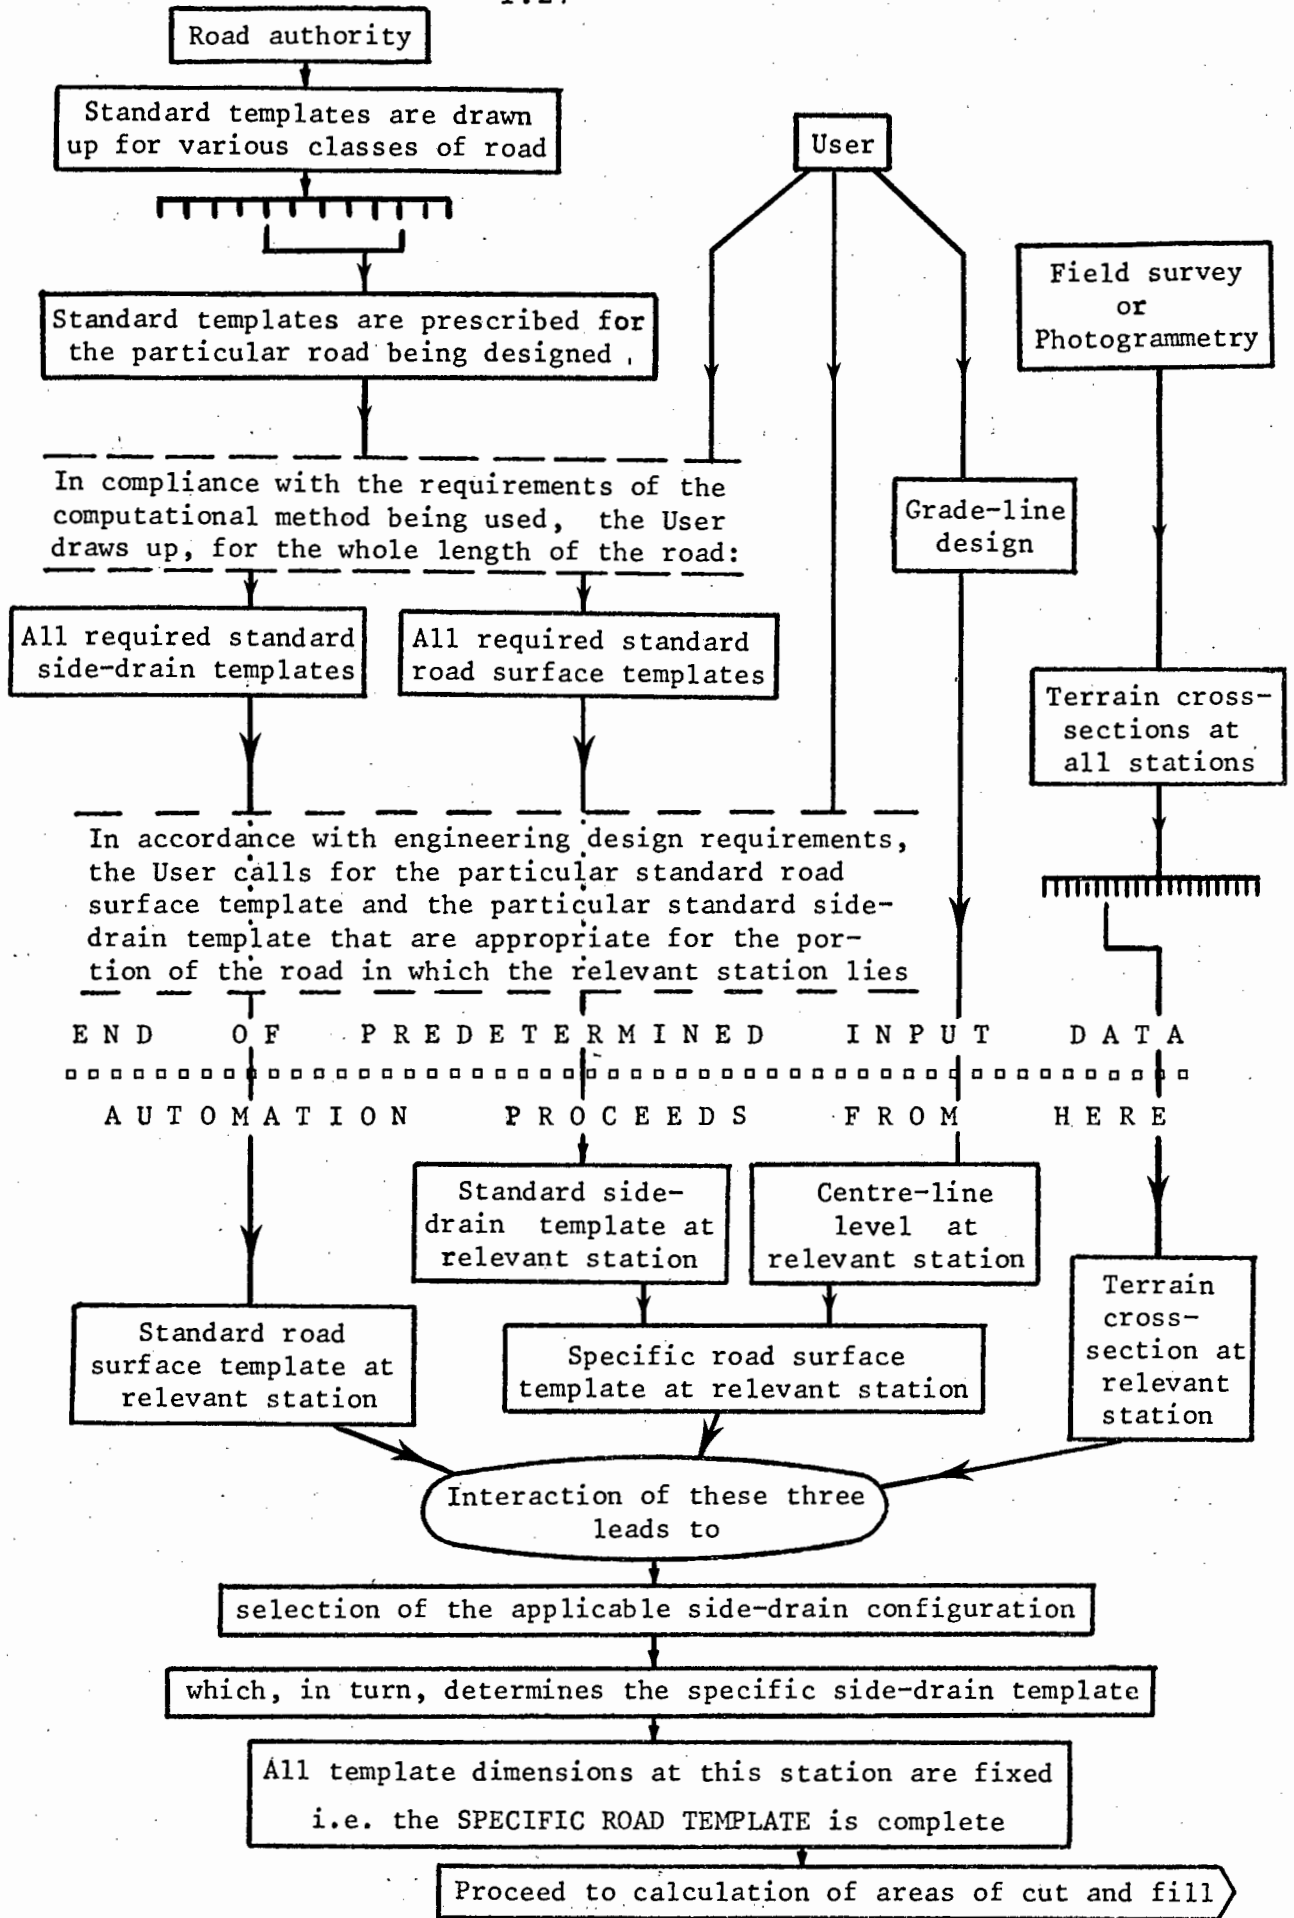 Road authority
Standard templates are drawn
up for various classes of road
User
Field survey
or
Photogrammetry
Standard templates are prescribed for
the particular road being designed
In compliance with the requirements of the
computational method being used, the User
draws up, for the whole length of the road:
Grade-line
design
All required standard
side-drain templates
All required standard
road surface templates
Terrain cross-
sections at
all stations
In accordance with engineering design requirements,
the User calls for the particular standard road
surface template and the particular standard side-
drain template that are appropriate for the por-
tion of the road in which the relevant station lies
END OF PREDETERMINED INPUT DATA
AUTOMATION PROCEEDS FROM HERE
Standard side-
drain template at
relevant station
Centre-line
level at
relevant station
Terrain
cross-
section at
relevant
station
Standard road
surface template at
relevant station
Specific road surface
template at relevant station
Interaction of these three
leads to
selection of the applicable side-drain configuration
which, in turn, determines the specific side-drain template
All template dimensions at this station are fixed
i.e. the SPECIFIC ROAD TEMPLATE is complete
Proceed to calculation of areas of cut and fill